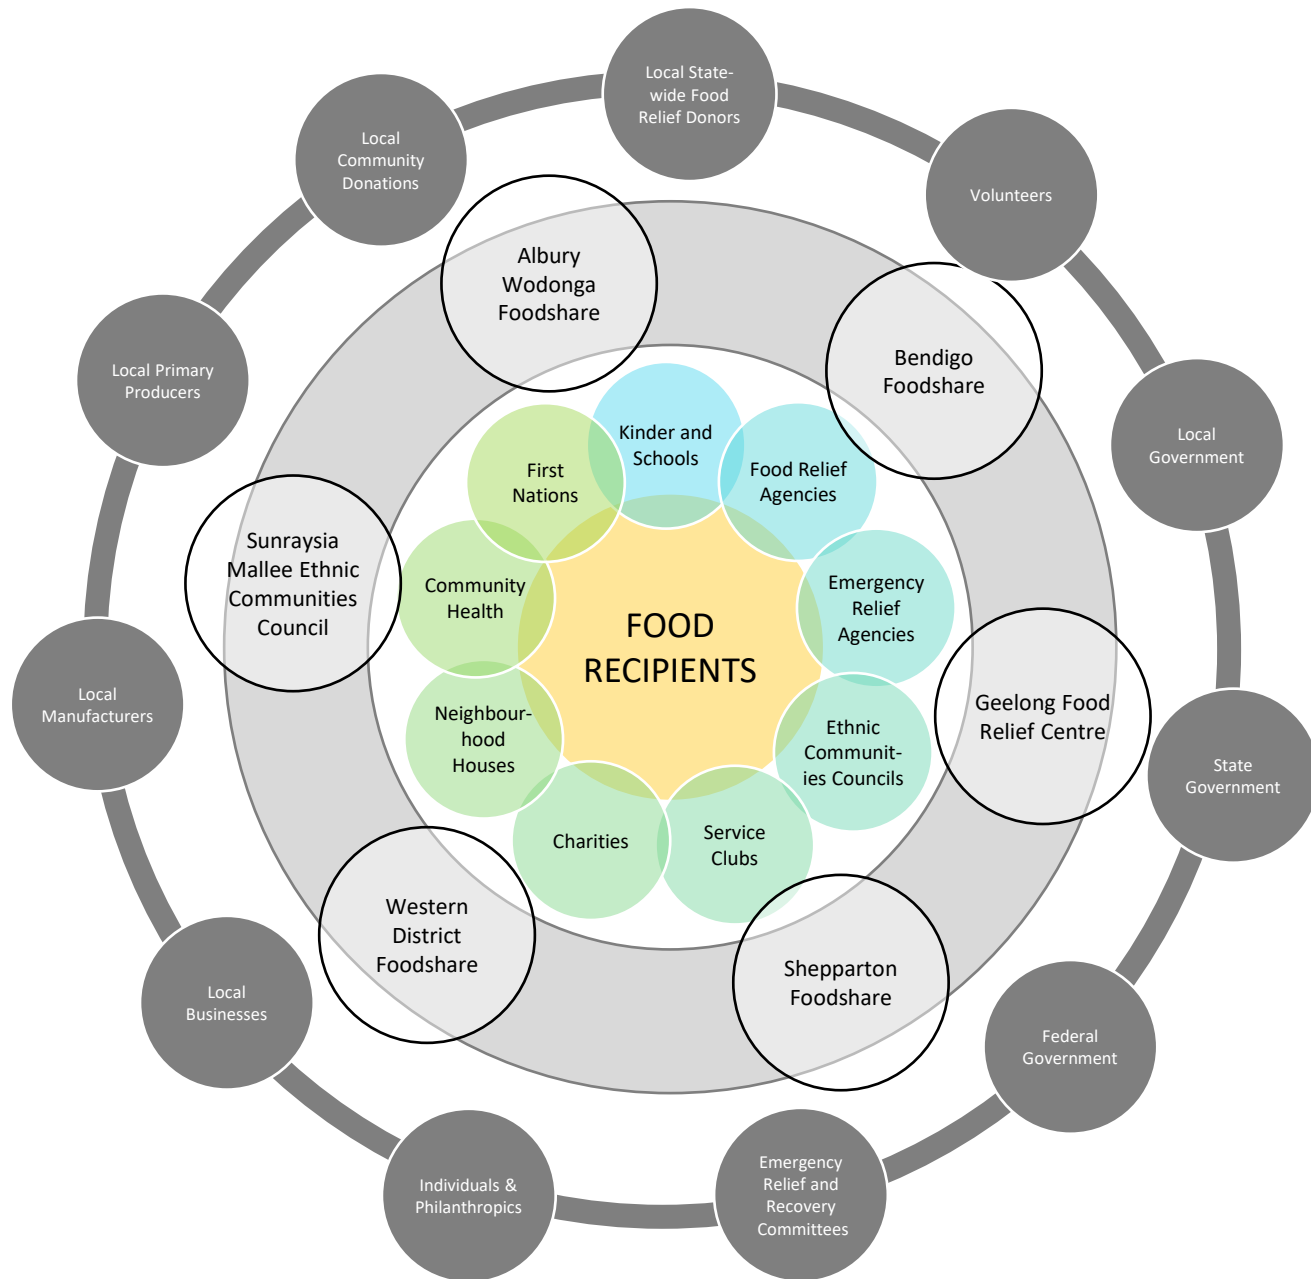 Local State-
wide Food
Relief Donors
Volunteers
Local
Government
State
Government
Federal
Government
Emergency
Relief and
Recovery
Committees
Individuals &
Philanthropics
Local
Businesses
Local
Manufacturers
Local Primary
Producers
Local
Community
Donations
Albury
Wodonga
Foodshare
Bendigo
Foodshare
Geelong Food
Relief Centre
Shepparton
Foodshare
Western
District
Foodshare
Sunraysia
Mallee Ethnic
Communities
Council
Kinder and
Schools
Food Relief
Agencies
Emergency
Relief
Agencies
Ethnic
Communit-
ies Councils
Service
Clubs
Charities
Neighbour-
hood
Houses
Community
Health
First
Nations
FOOD
RECIPIENTS